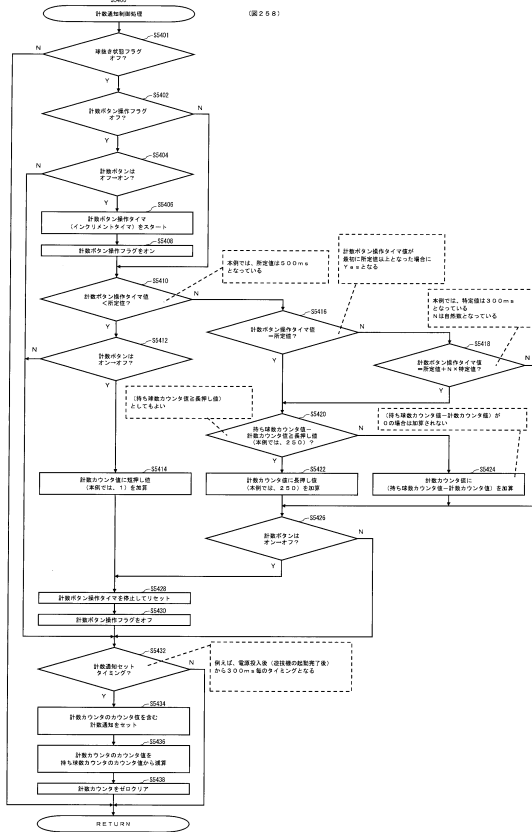 計数通知制御処理
(図２５８)
S5401
球抜き状態フラグ
オフ？
N
Y
S5402
計数ボタン操作フラグ
オフ？
N
Y
S5404
計数ボタンは
オフ→オン？
N
Y
S5406
計数ボタン操作タイマ
(インクリメントタイマ)をスタート
S5408
計数ボタン操作フラグをオン
本例では、所定値は５００ｍｓ
となっている
計数ボタン操作タイマ値が
最初に所定値以上となった場合に
Ｙｅｓとなる
本例では、特定値は３００ｍｓ
となっている
Ｎは自然数となっている
S5410
計数ボタン操作タイマ値
＜所定値？
N
Y
S5416
計数ボタン操作タイマ値
＝所定値？
N
Y
S5418
計数ボタン操作タイマ値
＝所定値＋Ｎ×特定値？
N
Y
S5412
計数ボタンは
オン→オフ？
N
Y
(持ち球数カウンタ値≧長押し値)
としてもよい
S5420
持ち球数カウンタ値－
計数カウンタ値≧長押し値
(本例では、２５０)？
N
Y
(持ち球数カウンタ値－計数カウンタ値)が
０の場合は加算されない
S5414
計数カウンタ値に短押し値
(本例では、１)を加算
S5422
計数カウンタ値に長押し値
(本例では、２５０)を加算
S5424
計数カウンタ値に
(持ち球数カウンタ値－計数カウンタ値)を加算
S5426
計数ボタンは
オン→オフ？
N
Y
S5428
計数ボタン操作タイマを停止してリセット
S5430
計数ボタン操作フラグをオフ
S5432
計数通知セット
タイミング？
N
Y
例えば、電源投入後(遊技機の起動完了後)
から３００ｍｓ毎のタイミングとなる
S5434
計数カウンタのカウンタ値を含む
計数通知をセット
S5436
計数カウンタのカウンタ値を
持ち球数カウンタのカウンタ値から減算
S5438
計数カウンタをゼロクリア
ＲＥＴＵＲＮ